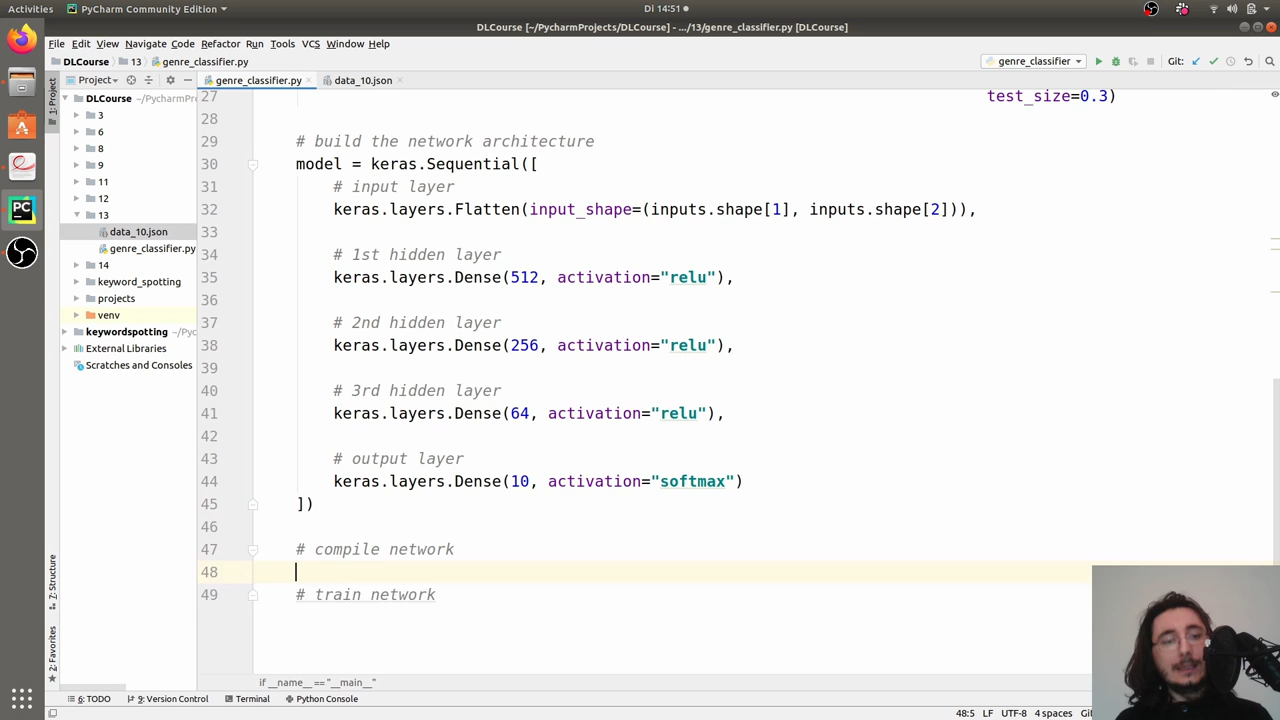 Activities
PyCharm Community Edition
Di 14:51
DLCourse [~/PycharmProjects/DLCourse] - .../13/genre_classifier.py [DLCourse]
File Edit View Navigate Code Refactor Run Tools VCS Window Help
DLCourse 13 genre_classifier.py
genre_classifier
Git:
Project
genre_classifier.py
data_10.json
1: Project
DLCourse ~/PycharmPr
3
6
8
9
11
12
13
data_10.json
genre_classifier.py
14
keyword_spotting
projects
venv
keywordspotting ~/Pyc
External Libraries
Scratches and Consoles
27 test_size=0.3)
28
29 # build the network architecture
30 model = keras.Sequential([
31 # input layer
32 keras.layers.Flatten(input_shape=(inputs.shape[1], inputs.shape[2])),
33
34 # 1st hidden layer
35 keras.layers.Dense(512, activation="relu"),
36
37 # 2nd hidden layer
38 keras.layers.Dense(256, activation="relu"),
39
40 # 3rd hidden layer
41 keras.layers.Dense(64, activation="relu"),
42
43 # output layer
44 keras.layers.Dense(10, activation="softmax")
45 ])
46
47 # compile network
48
49 # train network
7: Structure
2: Favorites
if __name__ == "__main__"
6: TODO
9: Version Control
Terminal
Python Console
48:5 LF UTF-8 4 spaces